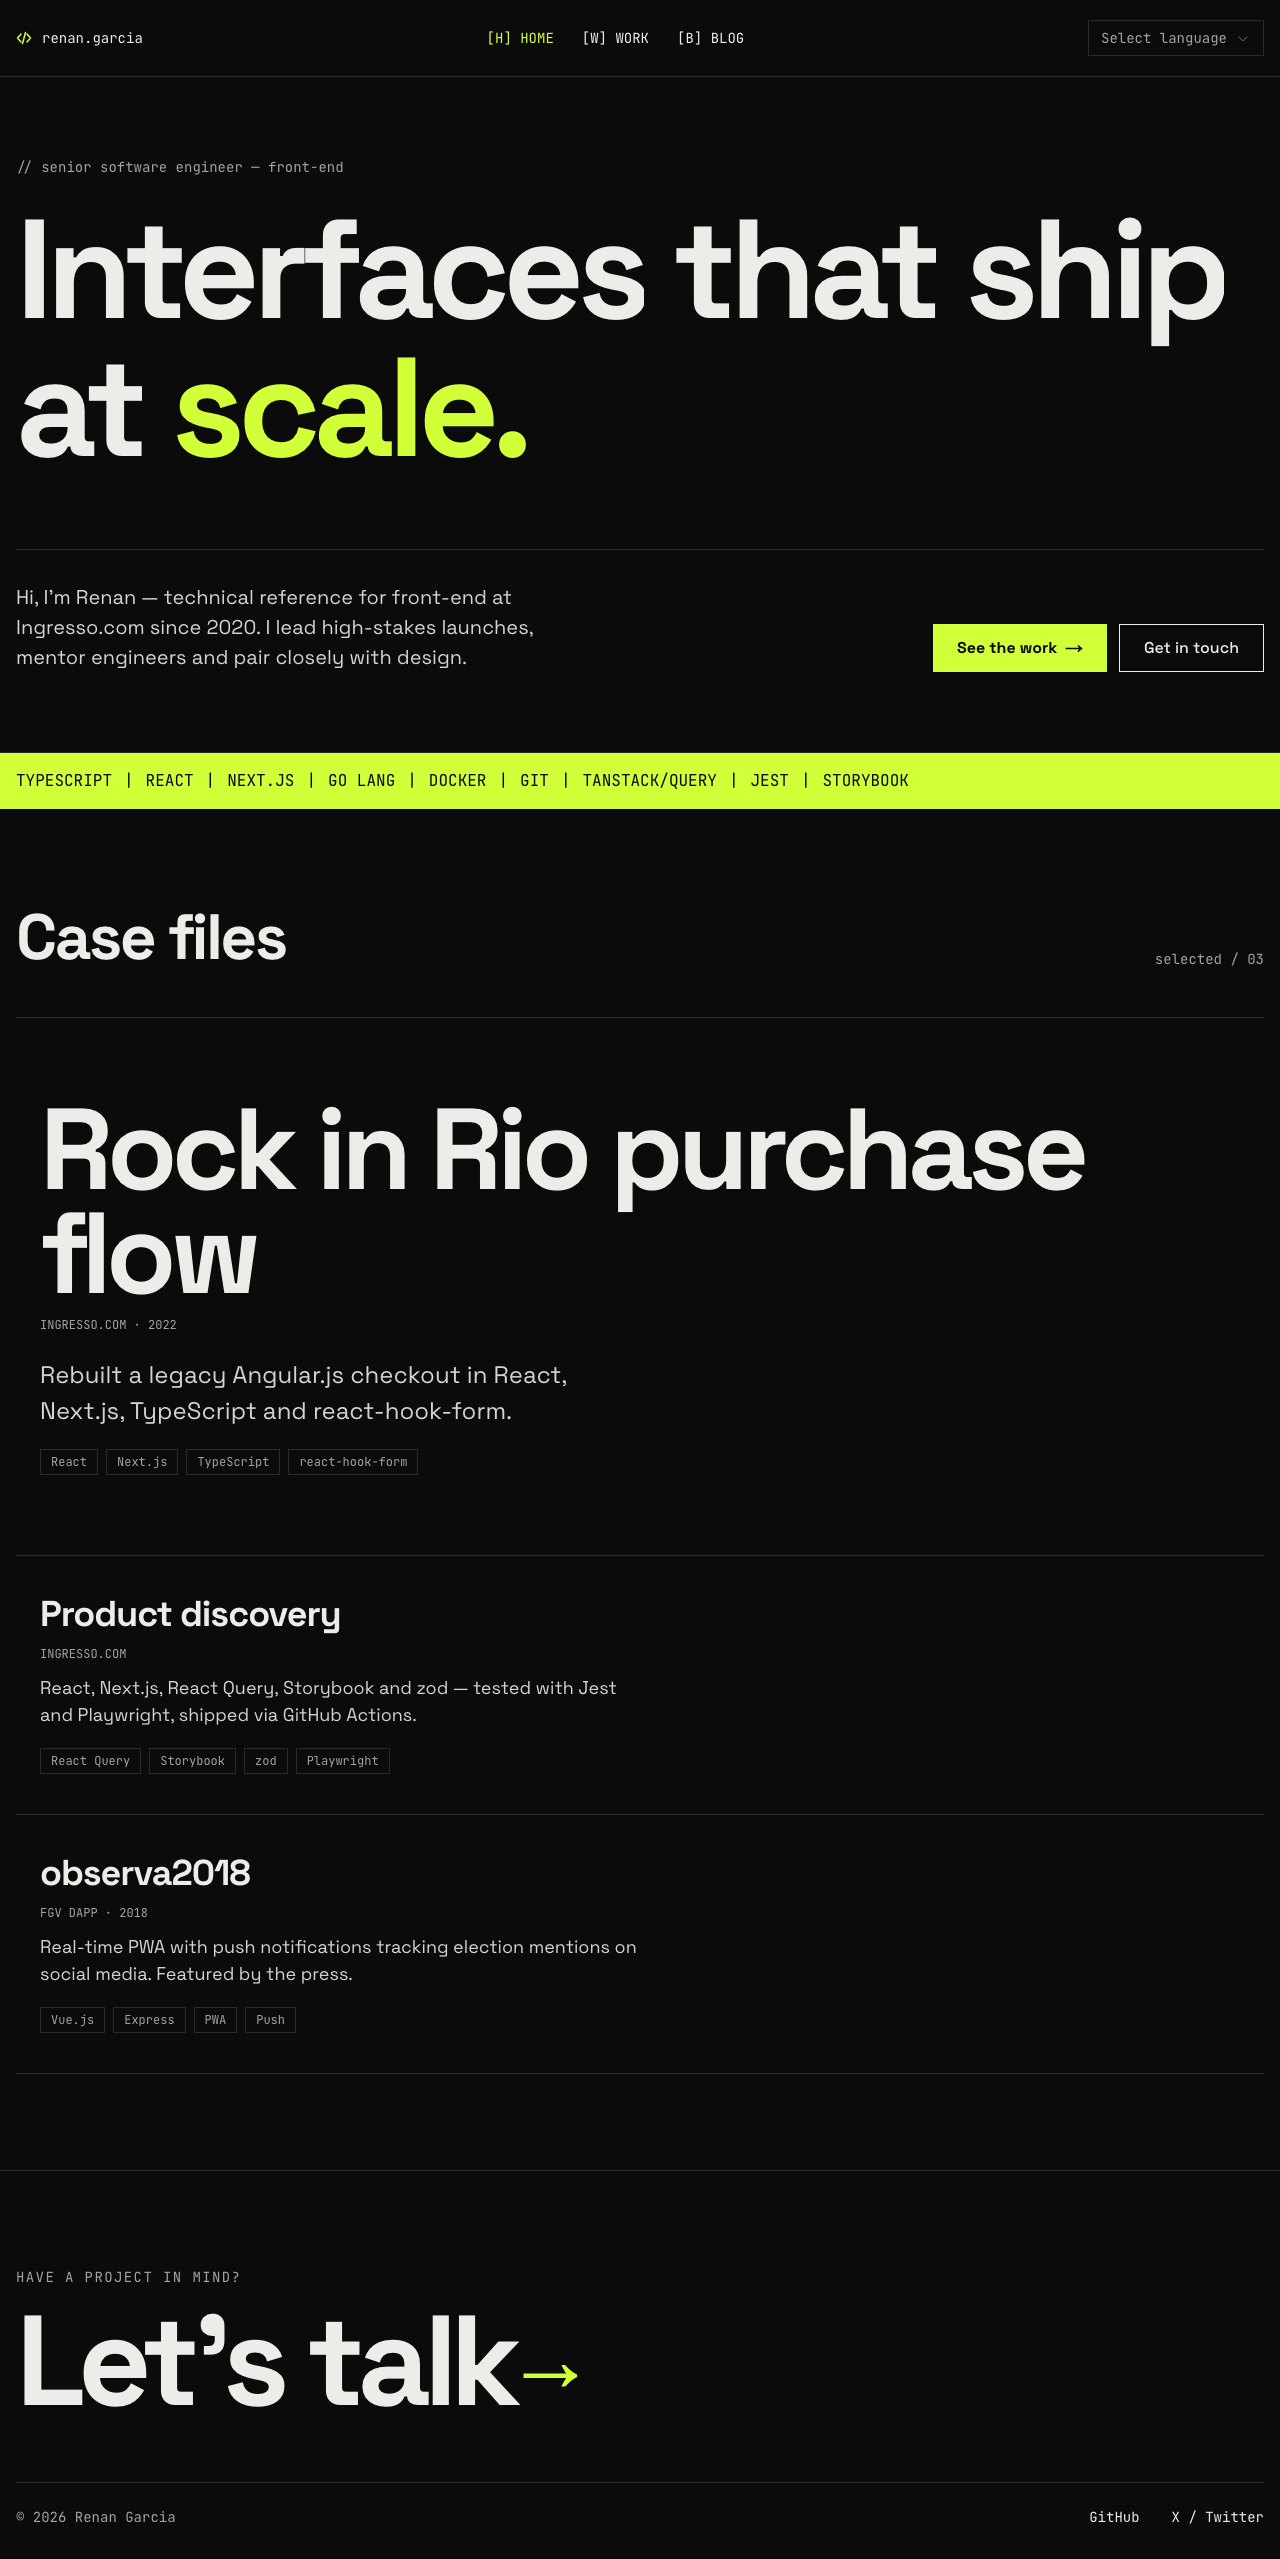 </> renan.garcia
[H] HOME [W] WORK [B] BLOG
Select language
// senior software engineer — front-end
Interfaces that ship
at scale.
Hi, I’m Renan — technical reference for front-end at
Ingresso.com since 2020. I lead high-stakes launches,
mentor engineers and pair closely with design.
See the work →
Get in touch
TYPESCRIPT | REACT | NEXT.JS | GO LANG | DOCKER | GIT | TANSTACK/QUERY | JEST | STORYBOOK
Case files
selected / 03
Rock in Rio purchase
flow
INGRESSO.COM · 2022
Rebuilt a legacy Angular.js checkout in React,
Next.js, TypeScript and react-hook-form.
React Next.js TypeScript react-hook-form
Product discovery
INGRESSO.COM
React, Next.js, React Query, Storybook and zod — tested with Jest
and Playwright, shipped via GitHub Actions.
React Query Storybook zod Playwright
observa2018
FGV DAPP · 2018
Real-time PWA with push notifications tracking election mentions on
social media. Featured by the press.
Vue.js Express PWA Push
HAVE A PROJECT IN MIND?
Let’s talk→
© 2026 Renan Garcia
GitHub X / Twitter